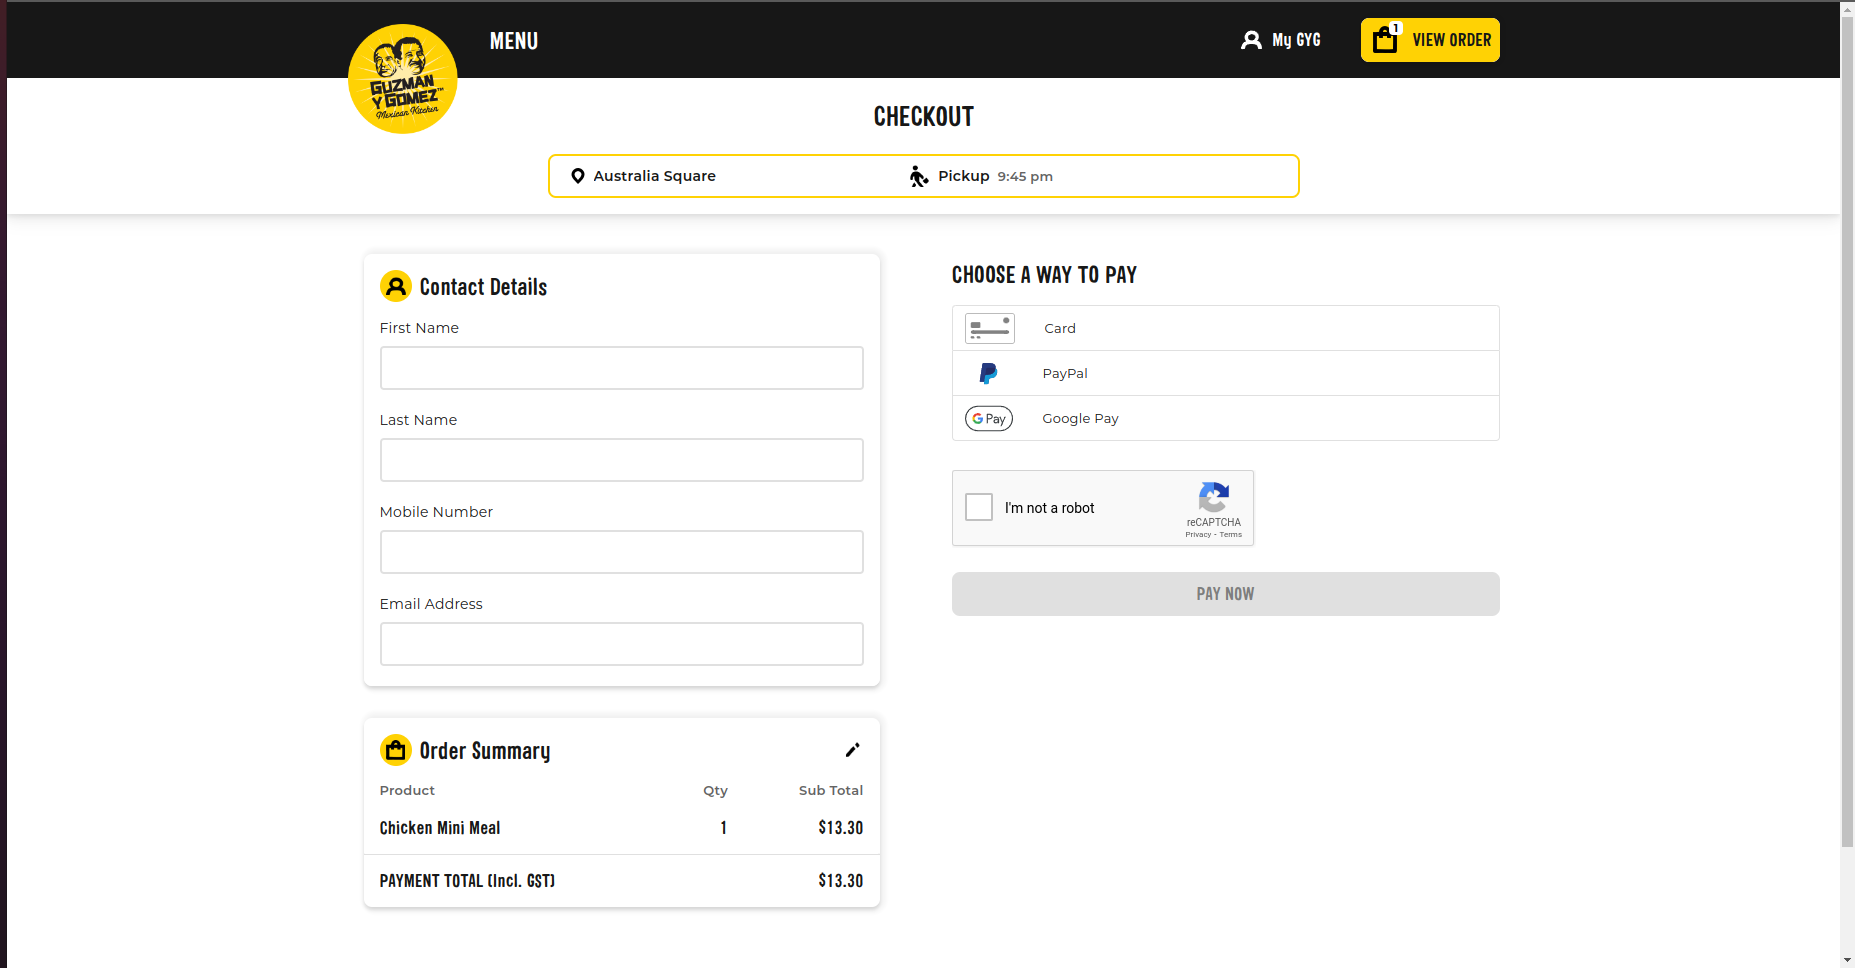 MENU
My GYG
1
VIEW ORDER
GUZMAN
Y GOMEZ™
Mexican Kitchen
CHECKOUT
Australia Square
Pickup 9:45 pm
Contact Details
First Name
Last Name
Mobile Number
Email Address
Order Summary
Product Qty Sub Total
Chicken Mini Meal 1 $13.30
PAYMENT TOTAL (Incl. GST) $13.30
CHOOSE A WAY TO PAY
Card
PayPal
G Pay Google Pay
I'm not a robot
reCAPTCHA
Privacy - Terms
PAY NOW